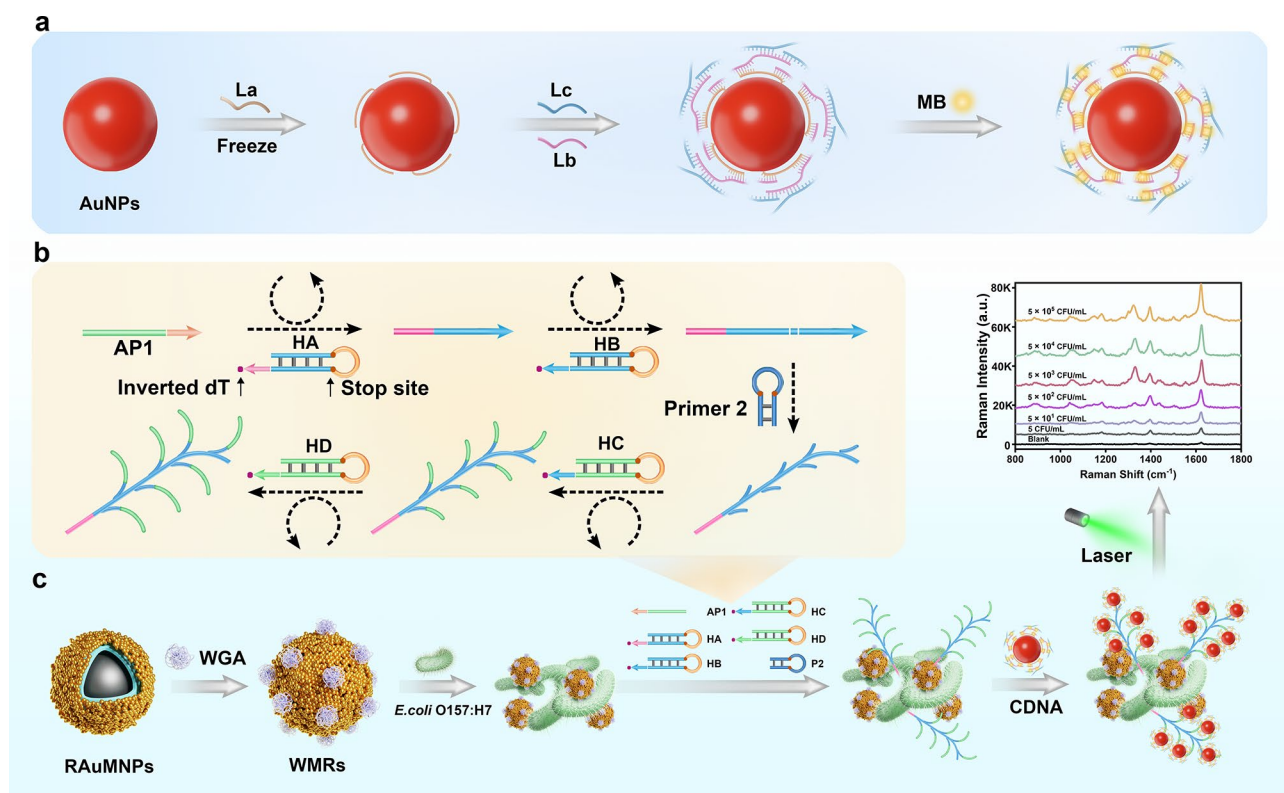 a
La
Freeze
AuNPs
Lc
Lb
MB
b
AP1
HA
Inverted dT
Stop site
HB
Primer 2
HD
HC
Raman Intensity (a.u.)
80K
60K
40K
20K
0
5 × 10⁵ CFU/mL
5 × 10⁴ CFU/mL
5 × 10³ CFU/mL
5 × 10² CFU/mL
5 × 10¹ CFU/mL
5 CFU/mL
Blank
800 1000 1200 1400 1600 1800
Raman Shift (cm⁻¹)
Laser
c
RAuMNPs
WGA
WMRs
E.coli O157:H7
AP1 HC
HA HD
HB P2
CDNA